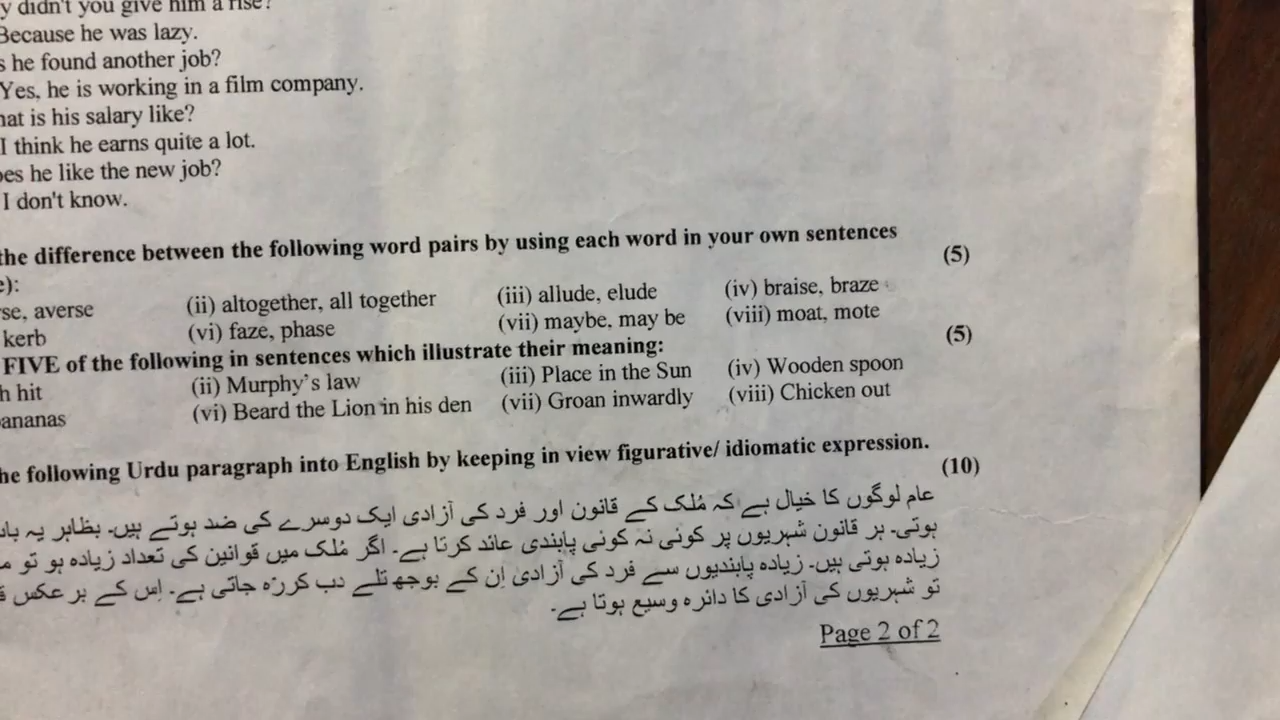 y didn't you give him a rise?
Because he was lazy.
s he found another job?
Yes, he is working in a film company.
hat is his salary like?
I think he earns quite a lot.
oes he like the new job?
I don't know.
the difference between the following word pairs by using each word in your own sentences (5)
e):
rse, averse (ii) altogether, all together (iii) allude, elude (iv) braise, braze
kerb (vi) faze, phase (vii) maybe, may be (viii) moat, mote
FIVE of the following in sentences which illustrate their meaning: (5)
h hit (ii) Murphy's law (iii) Place in the Sun (iv) Wooden spoon
ananas (vi) Beard the Lion in his den (vii) Groan inwardly (viii) Chicken out
he following Urdu paragraph into English by keeping in view figurative/ idiomatic expression. (10)
عام لوگوں کا خیال ہے کہ مُلک کے قانون اور فرد کی آزادی ایک دوسرے کی ضد ہوتے ہیں۔ بظاہر یہ
ہوتی۔ ہر قانون شہریوں پر کوئی نہ کوئی پابندی عائد کرتا ہے۔ اگر مُلک میں قوانین کی تعداد زیادہ ہو تو
زیادہ ہوتی ہیں۔ زیادہ پابندیوں سے فرد کی آزادی اِن کے بوجھ تلے دب کررہ جاتی ہے۔ اِس کے بر عکس
تو شہریوں کی آزادی کا دائرہ وسیع ہوتا ہے۔
Page 2 of 2